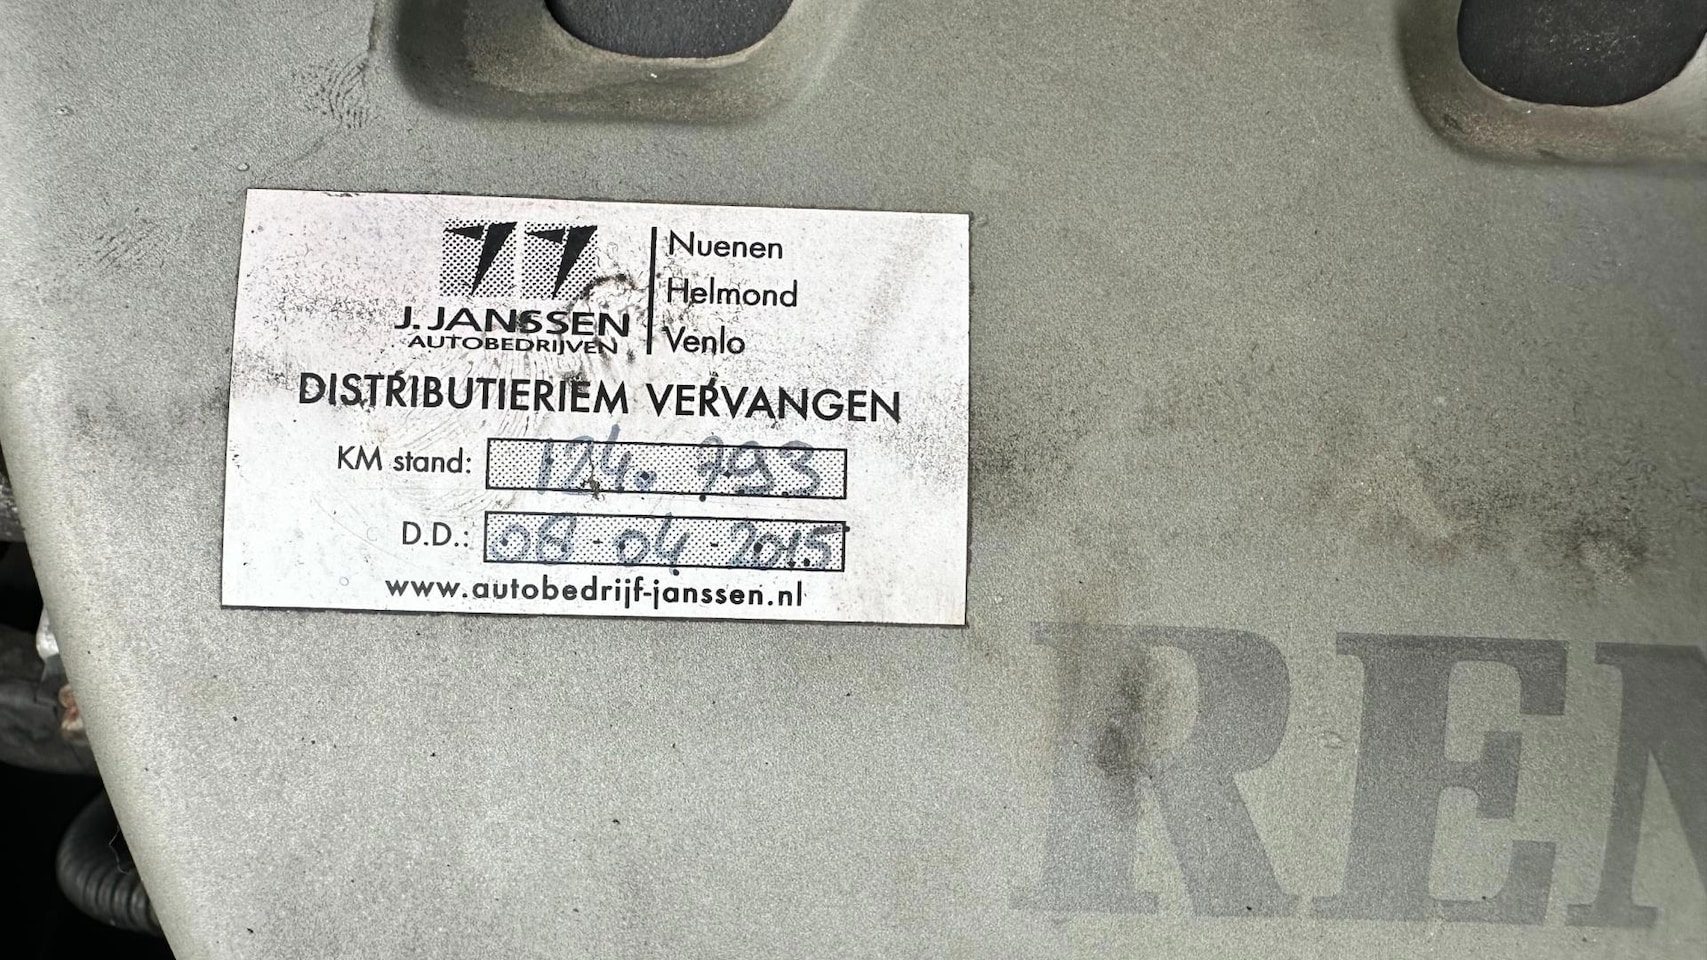 J. JANSSEN
AUTOBEDRIJVEN
Nuenen
Helmond
Venlo
DISTRIBUTIERIEM VERVANGEN
KM stand: 124.793
D.D.: 08-04-2015
www.autobedrijf-janssen.nl
REN